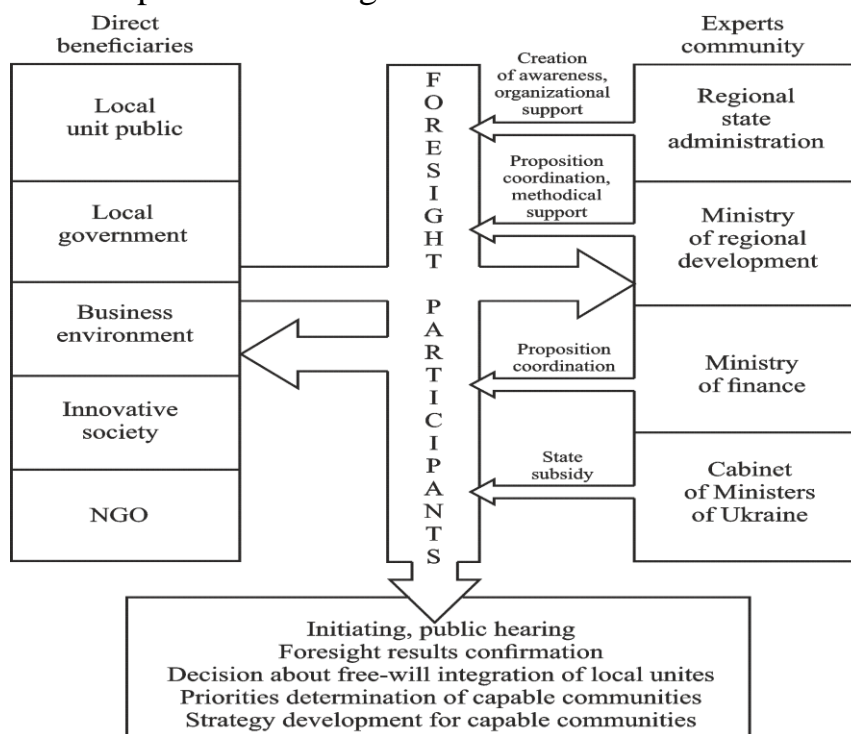 Direct
beneficiaries
Local
unit public
Local
government
Business
environment
Innovative
society
NGO
FORESIGHT PARTICIPANTS
Creation
of awareness,
organizational
support
Proposition
coordination,
methodical
support
Proposition
coordination
State
subsidy
Experts
community
Regional
state
administration
Ministry
of regional
development
Ministry
of finance
Cabinet
of Ministers
of Ukraine
Initiating, public hearing
Foresight results confirmation
Decision about free-will integration of local unites
Priorities determination of capable communities
Strategy development for capable communities